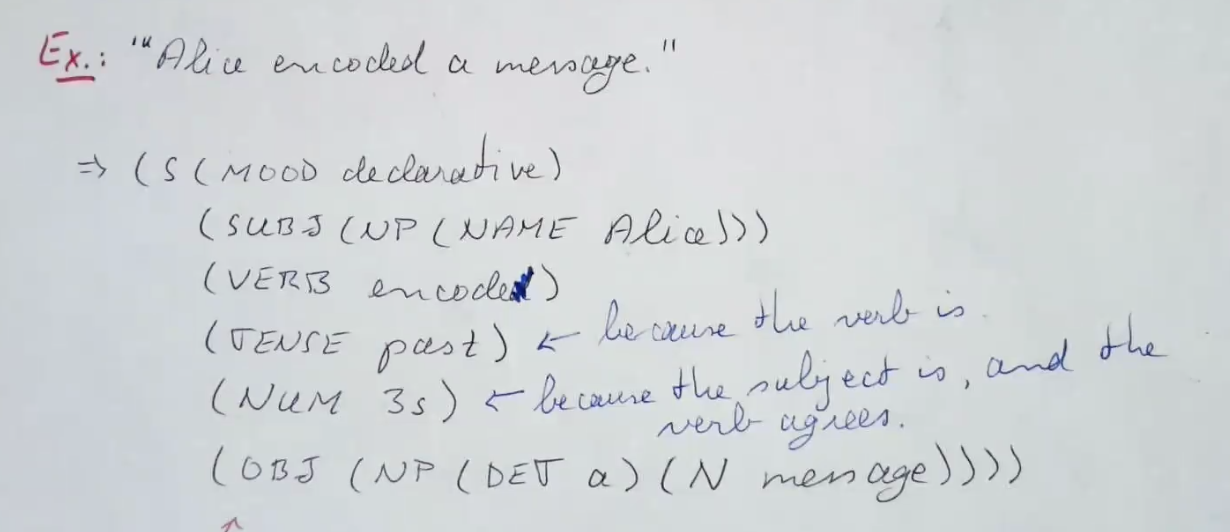 Ex.: '""Alice encoded a message."
⇒ (S (MOOD declarative)
(SUBJ (NP (NAME Alice)))
(VERB encode)
(TENSE past) ← because the verb is.
(NUM 3s) ← because the subject is, and the
verb agrees.
(OBJ (NP (DET a) (N message))))